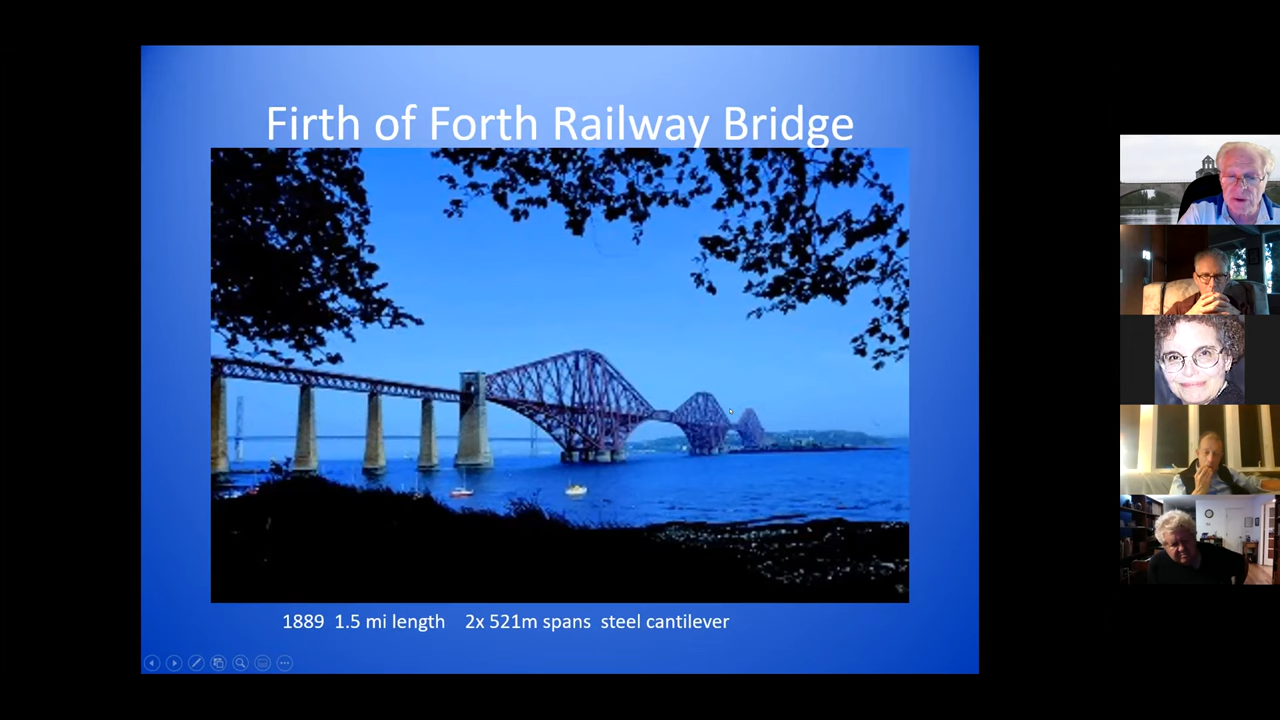 Firth of Forth Railway Bridge
1889 1.5 mi length 2x 521m spans steel cantilever